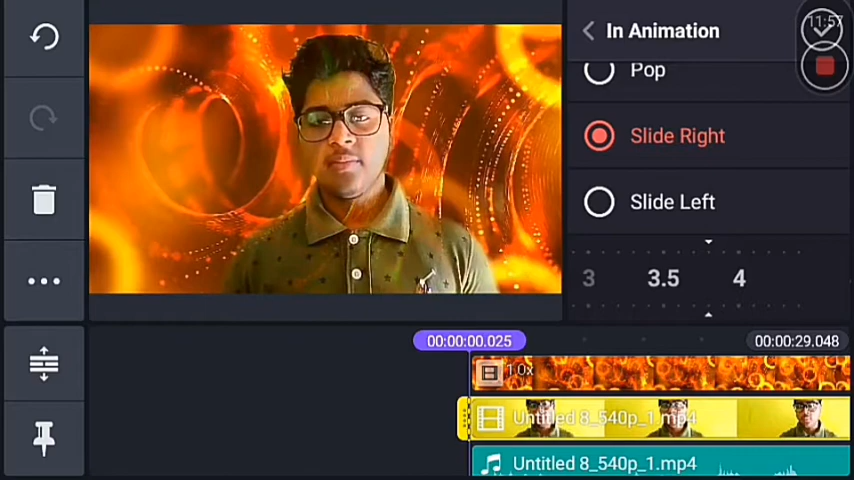 In Animation
11:57
Pop
Slide Right
Slide Left
3 3.5 4
00:00:00.025
00:00:29.048
1.0x
Untitled 8_540p_1.mp4
Untitled 8_540p_1.mp4